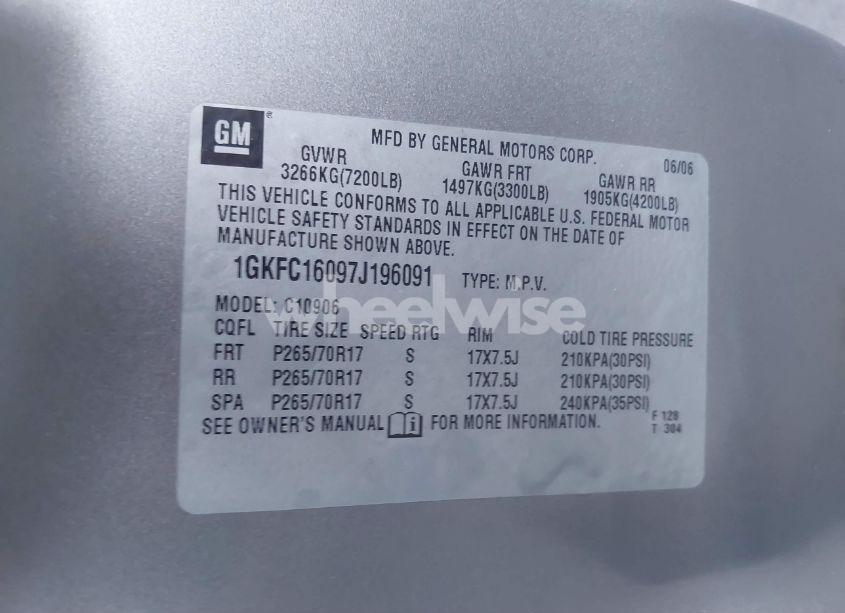 GM ®
MFD BY GENERAL MOTORS CORP. 06/06
GVWR GAWR FRT GAWR RR
3266KG(7200LB) 1497KG(3300LB) 1905KG(4200LB)
THIS VEHICLE CONFORMS TO ALL APPLICABLE U.S. FEDERAL MOTOR
VEHICLE SAFETY STANDARDS IN EFFECT ON THE DATE OF
MANUFACTURE SHOWN ABOVE.
1GKFC16097J196091 TYPE: M.P.V.
MODEL: C10906
wheelwise
CQFL TIRE SIZE SPEED RTG RIM COLD TIRE PRESSURE
FRT P265/70R17 S 17X7.5J 210KPA(30PSI)
RR P265/70R17 S 17X7.5J 210KPA(30PSI)
SPA P265/70R17 S 17X7.5J 240KPA(35PSI)
SEE OWNER'S MANUAL i FOR MORE INFORMATION. F 128
T 304